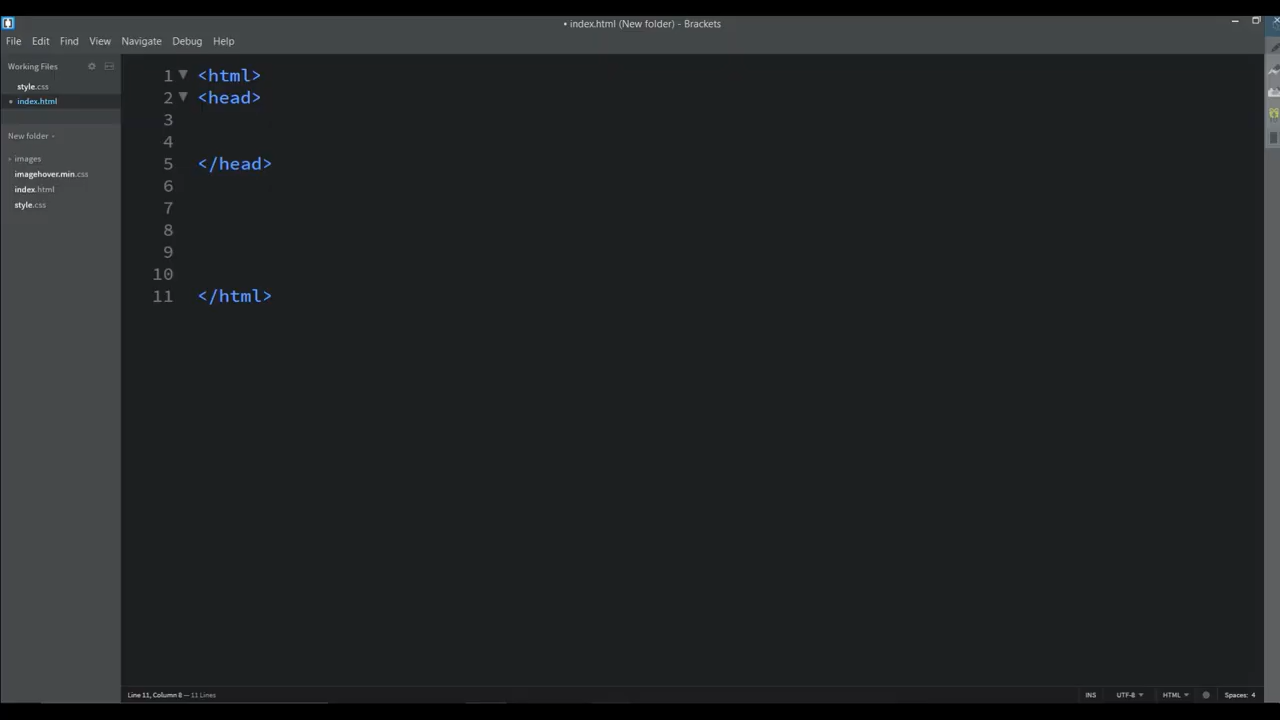 • index.html (New folder) - Brackets
File Edit Find View Navigate Debug Help
Working Files
style.css
• index.html
New folder
images
imagehover.min.css
index.html
style.css
1 <html>
2 <head>
3
4
5 </head>
6
7
8
9
10
11 </html>
Line 11, Column 8 — 11 Lines
INS UTF-8 HTML Spaces: 4